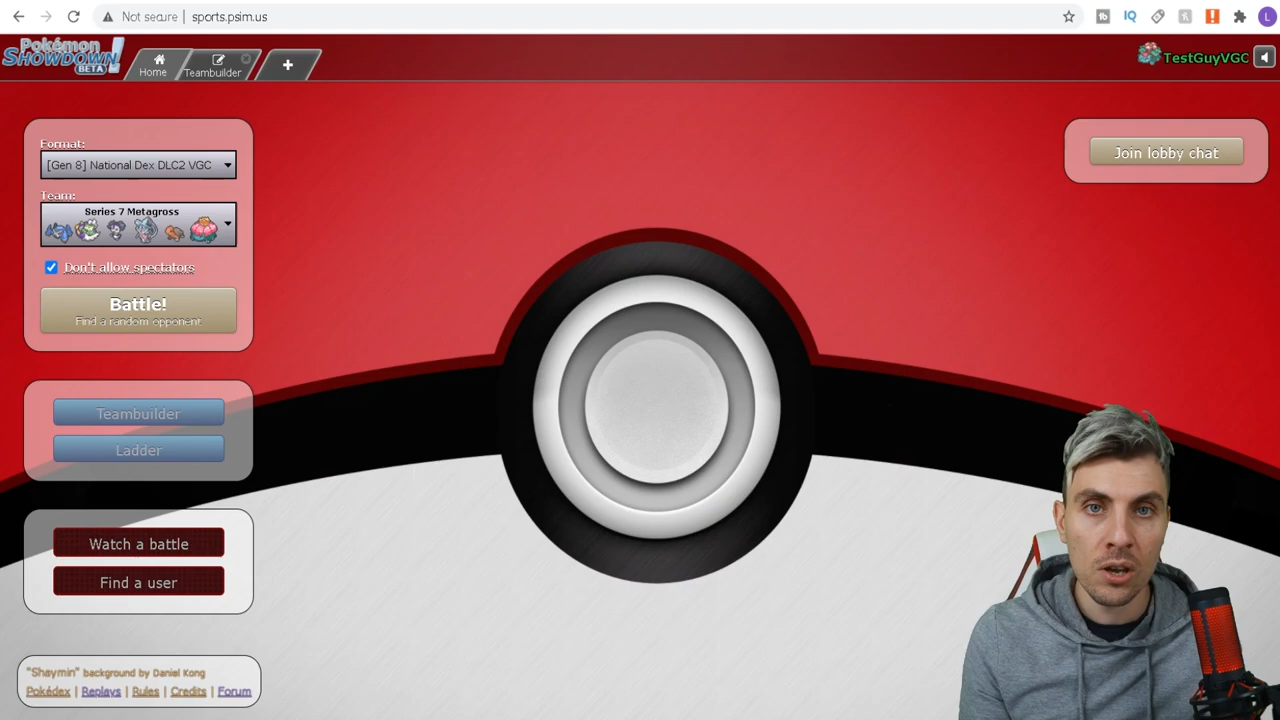 Not secure | sports.psim.us
L
Pokémon
SHOWDOWN!
BETA
Home
Teambuilder
+
TestGuyVGC
Format:
[Gen 8] National Dex DLC2 VGC
Team:
Series 7 Metagross
Don't allow spectators
Battle!
Find a random opponent
Join lobby chat
Teambuilder
Ladder
Watch a battle
Find a user
"Shaymin" background by Daniel Kong
Pokédex | Replays | Rules | Credits | Forum